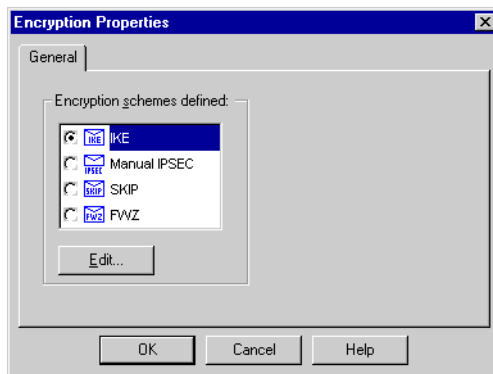 Encryption Properties
General
Encryption schemes defined:
IKE IKE
IPSEC Manual IPSEC
SKIP SKIP
FWZ FWZ
Edit...
OK Cancel Help